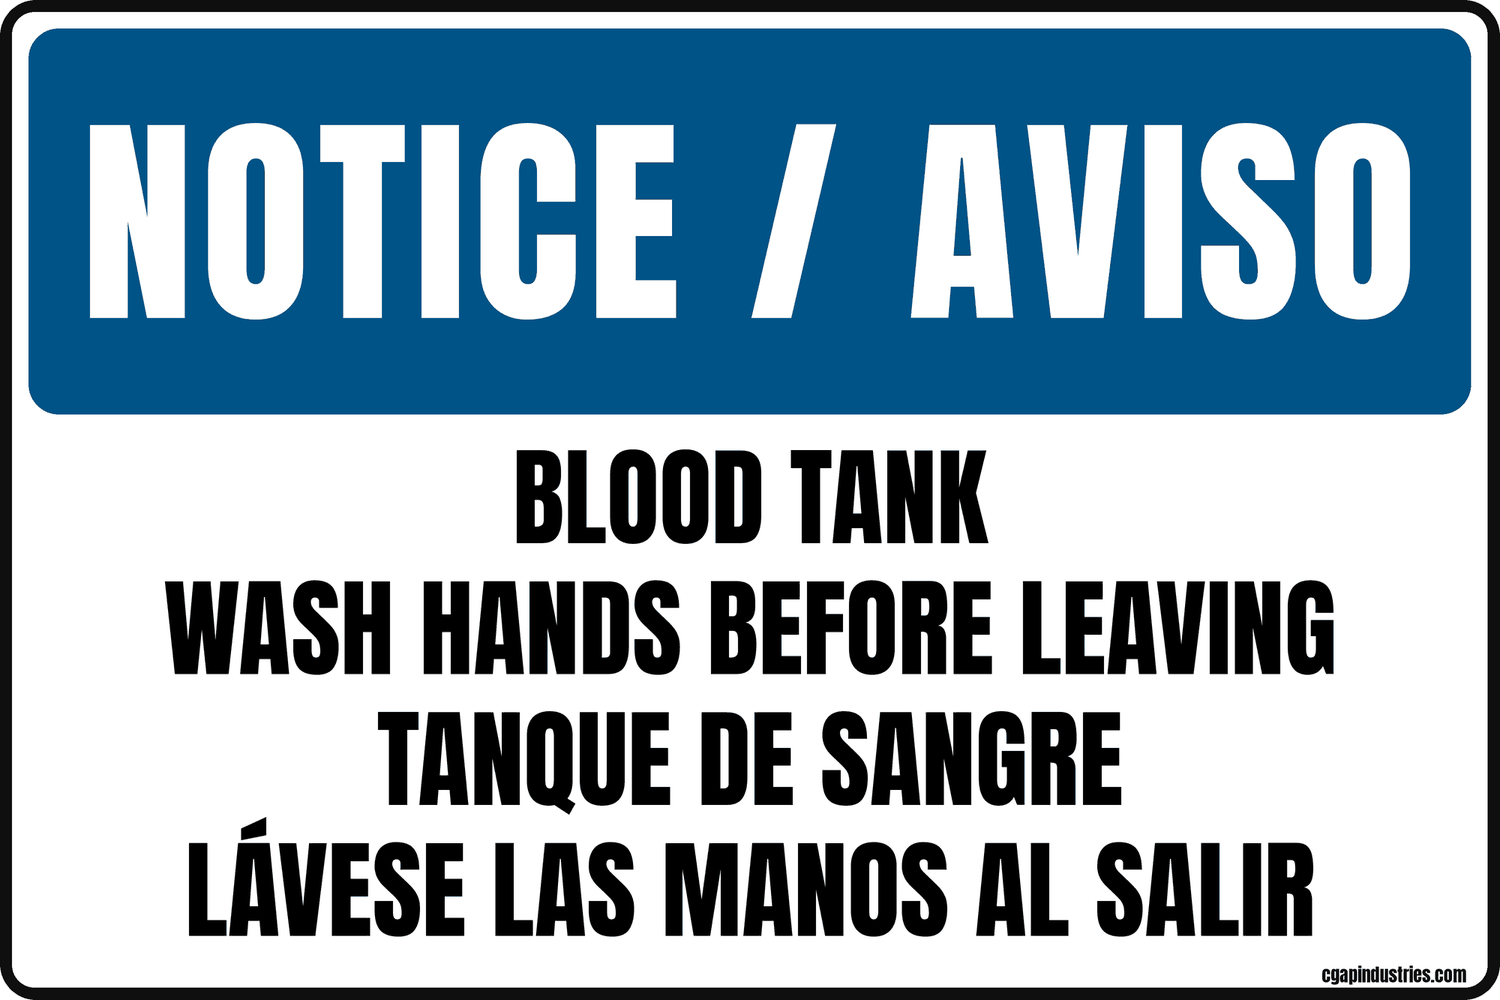 NOTICE / AVISO
BLOOD TANK
WASH HANDS BEFORE LEAVING
TANQUE DE SANGRE
LÁVESE LAS MANOS AL SALIR
cgapindustries.com